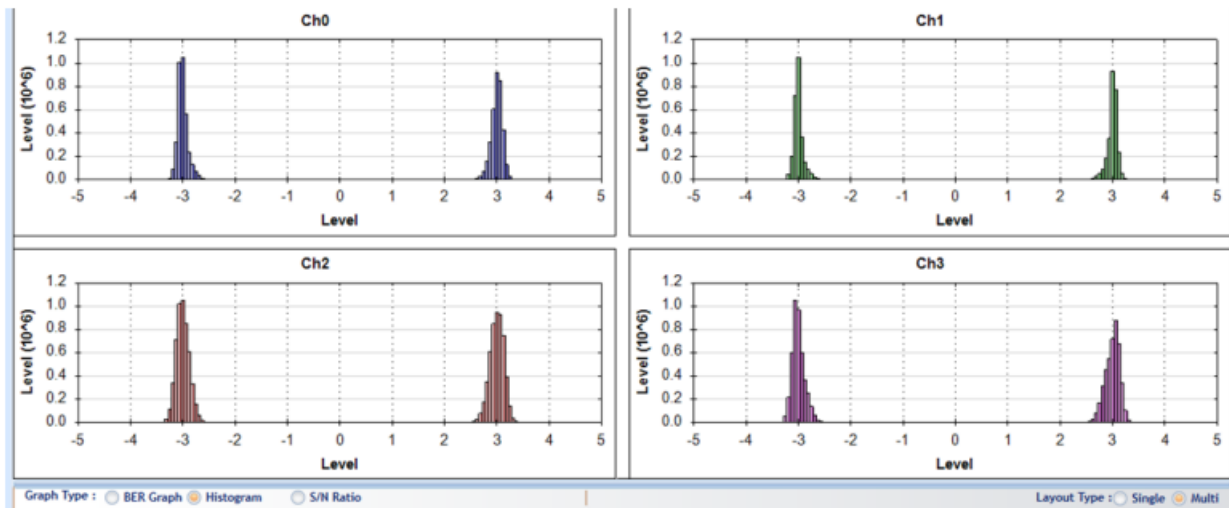 Ch0
1.2
1.0
0.8
0.6
0.4
0.2
0.0
Level (10^6)
-5 -4 -3 -2 -1 0 1 2 3 4 5
Level
Ch1
1.2
1.0
0.8
0.6
0.4
0.2
0.0
Level (10^6)
-5 -4 -3 -2 -1 0 1 2 3 4 5
Level
Ch2
1.2
1.0
0.8
0.6
0.4
0.2
0.0
Level (10^6)
-5 -4 -3 -2 -1 0 1 2 3 4 5
Level
Ch3
1.2
1.0
0.8
0.6
0.4
0.2
0.0
Level (10^6)
-5 -4 -3 -2 -1 0 1 2 3 4 5
Level
Graph Type : BER Graph Histogram S/N Ratio Layout Type : Single Multi